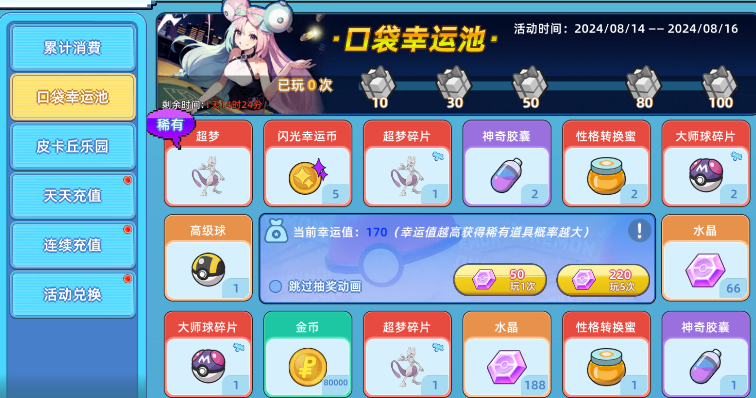 累计消费
口袋幸运池
皮卡丘乐园
天天充值
连续充值
活动兑换
·口袋幸运池·
活动时间：2024/08/14 -- 2024/08/16
已玩 0 次
10
30
50
80
100
稀有
超梦
闪光幸运币
5
超梦碎片
1
神奇胶囊
2
性格转换蜜
2
大师球碎片
2
高级球
1
当前幸运值：170（幸运值越高获得稀有道具概率越大）
!
跳过抽奖动画
50
玩1次
220
玩5次
水晶
66
大师球碎片
1
金币
80000
超梦碎片
1
水晶
188
性格转换蜜
1
神奇胶囊
1